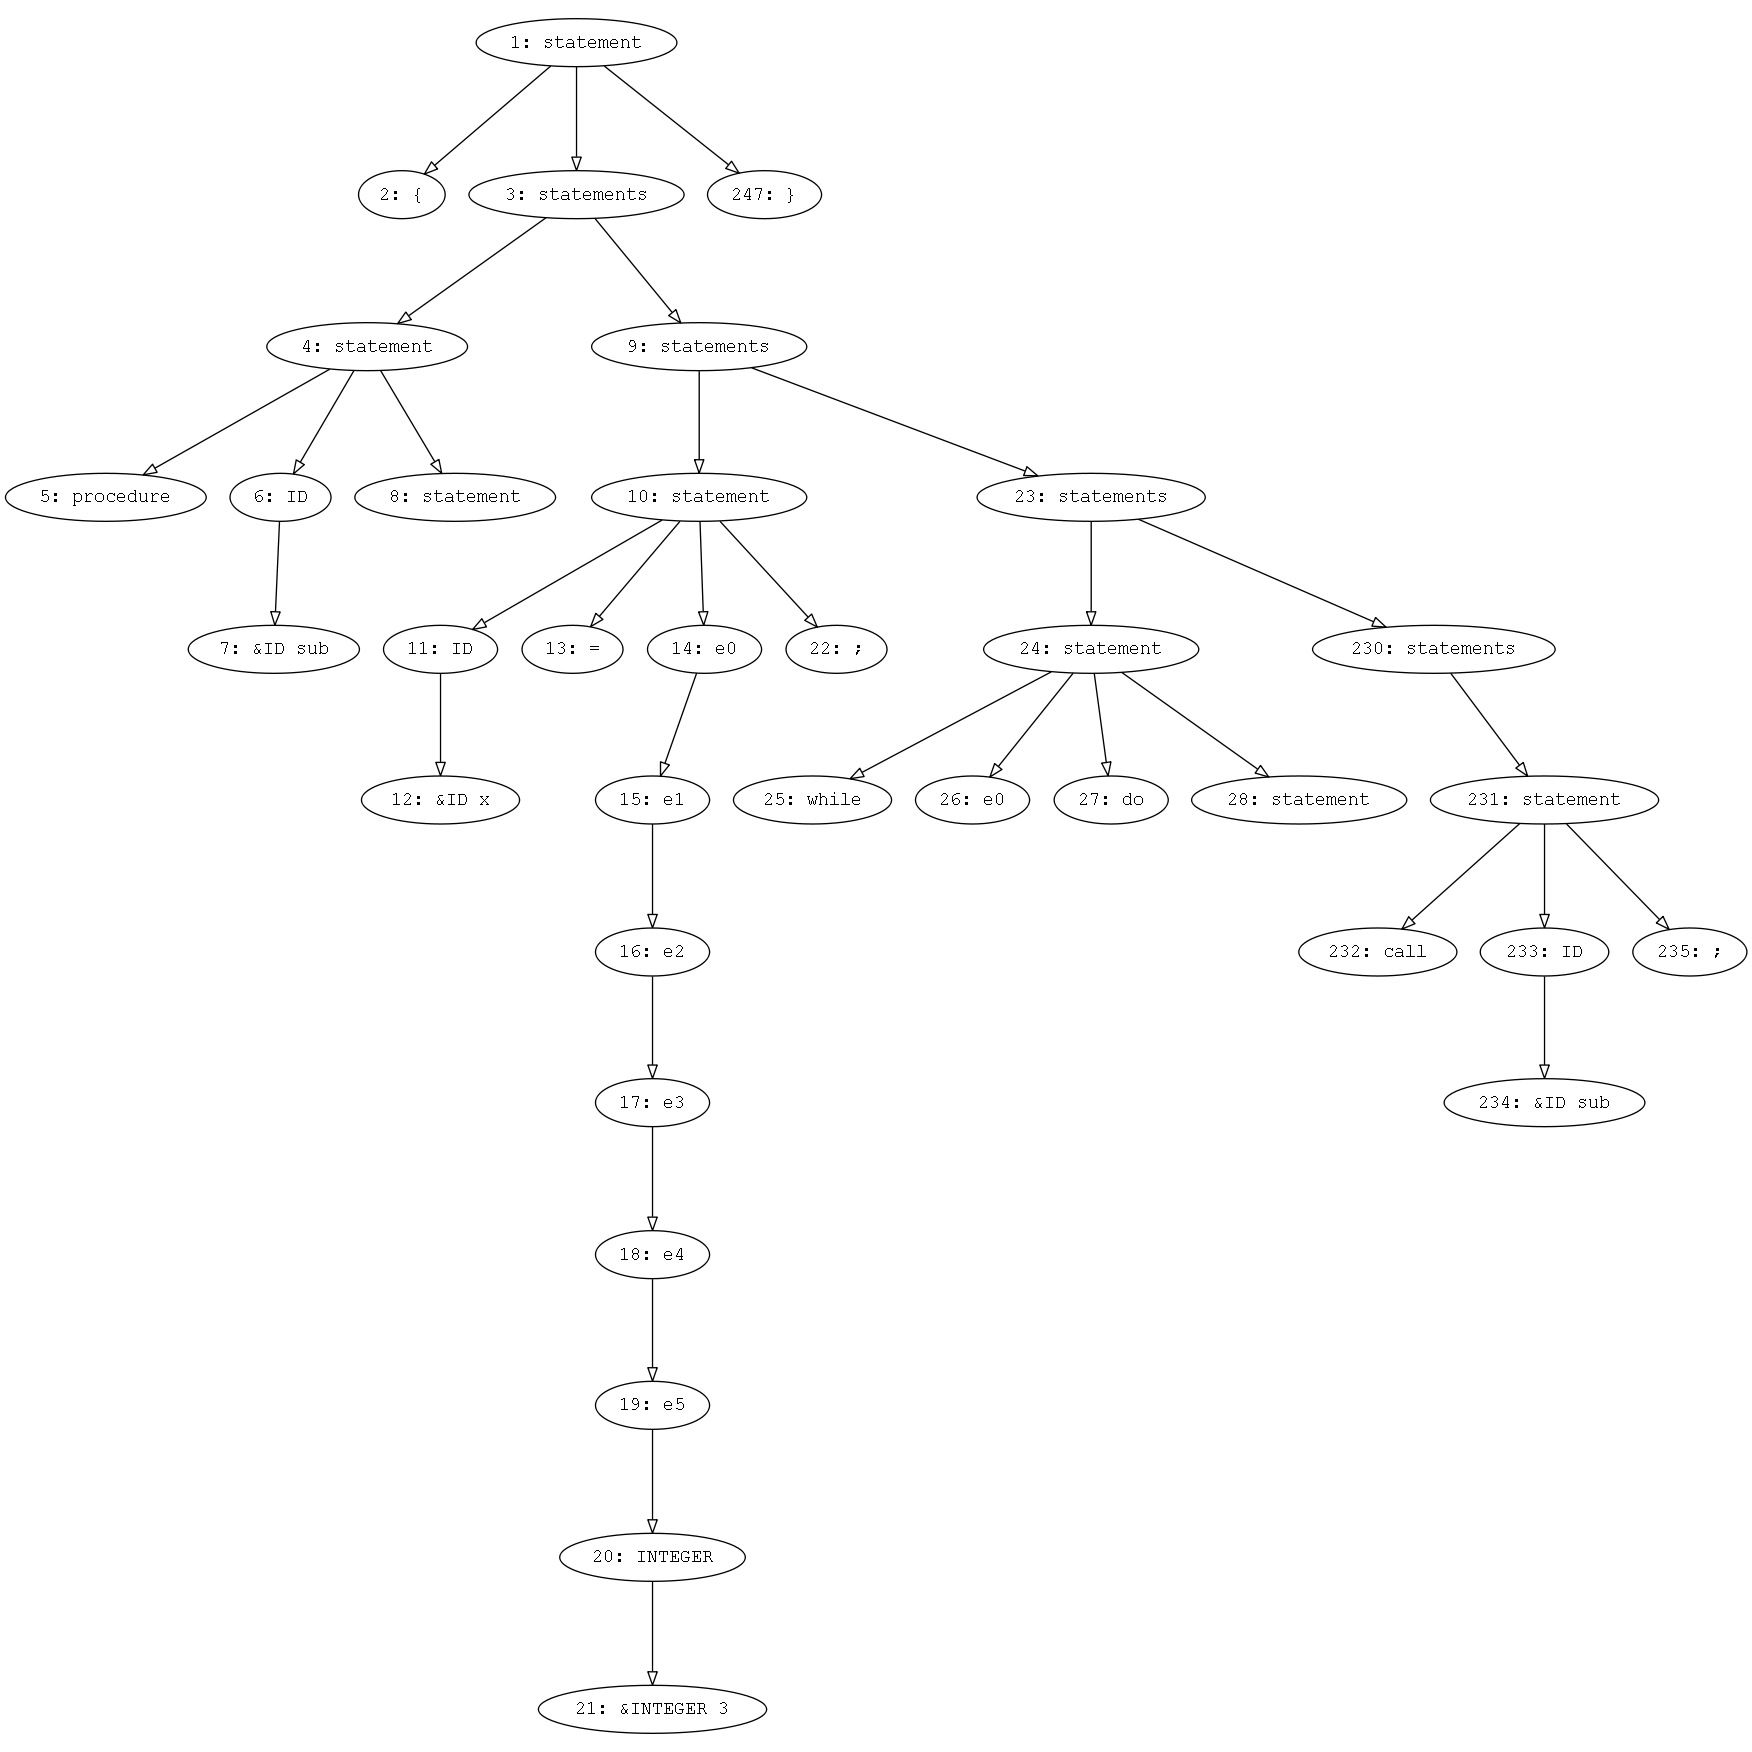 1: statement
2: {
3: statements
247: }
4: statement
9: statements
5: procedure
6: ID
8: statement
10: statement
23: statements
7: &ID sub
11: ID
13: =
14: e0
22: ;
24: statement
230: statements
12: &ID x
15: e1
25: while
26: e0
27: do
28: statement
231: statement
16: e2
232: call
233: ID
235: ;
17: e3
234: &ID sub
18: e4
19: e5
20: INTEGER
21: &INTEGER 3